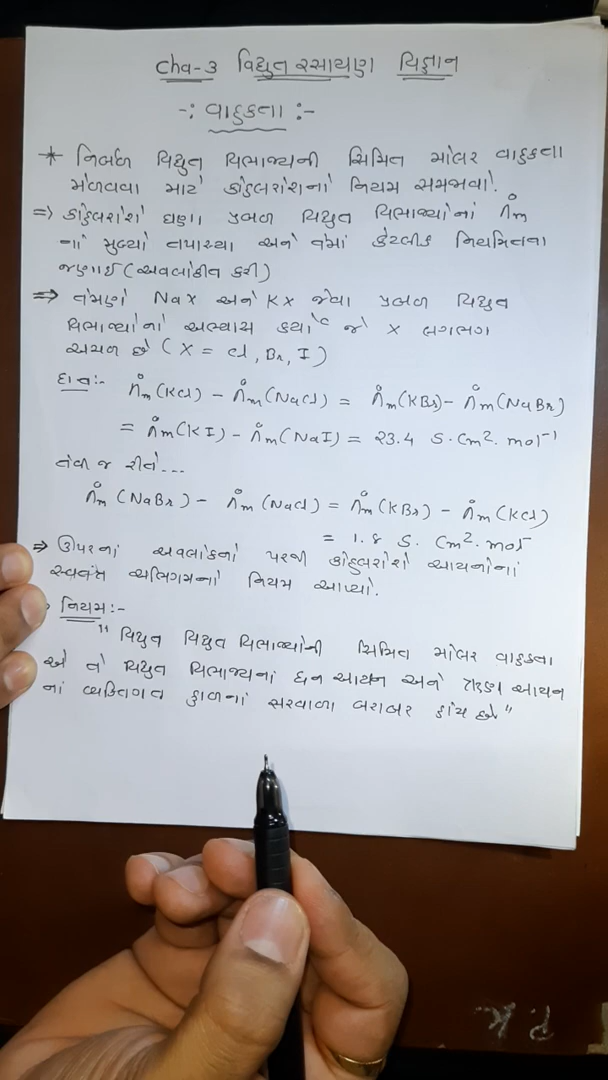 Cha-3 વિદ્યુત રસાયણ વિજ્ઞાન
-: વાહકતા :-
* નિર્બળ વિદ્યુત વિભાજ્યની સિમિત મોલર વાહકતા
મેળવવા માટે કોહલરોશનો નિયમ સમજાવો.
⇒ કોહલરોશે ઘણા પ્રબળ વિદ્યુત વિભાજ્યોનાં Λ°m
નાં મુલ્યો તપાસ્યા અને તેમાં કેટલીક નિયમિતતા
જણાઈ (અવલોકીત કરી)
⇒ તેમણે NaX અને KX જેવા પ્રબળ વિદ્યુત
વિભાજ્યોનો અભ્યાસ કર્યો જે X લગભગ
અચળ છે ( X = Cl, Br, I )
દા.ત:- Λ°m(KCl) - Λ°m(NaCl) = Λ°m(KBr) - Λ°m(NaBr)
= Λ°m(KI) - Λ°m(NaI) = 23.4 S. Cm². mol⁻¹
તેવી જ રીતે...
Λ°m(NaBr) - Λ°m(NaCl) = Λ°m(KBr) - Λ°m(KCl)
= 1.8 S. Cm². mol⁻
⇒ ઉપરનાં અવલોકનો પરથી કોહલરોશે આયનોનાં
સ્વતંત્ર અભિગમનો નિયમ આપ્યો.
નિયમ:-
" વિદ્યુત વિદ્યુત વિભાજ્યોની સિમિત મોલર વાહકતા
એ તે વિદ્યુત વિભાજ્યનાં ધન આયન અને ઋણ આયન
નાં વ્યક્તિગત ફાળાનાં સરવાળા બરાબર હોય છે"
P.K.